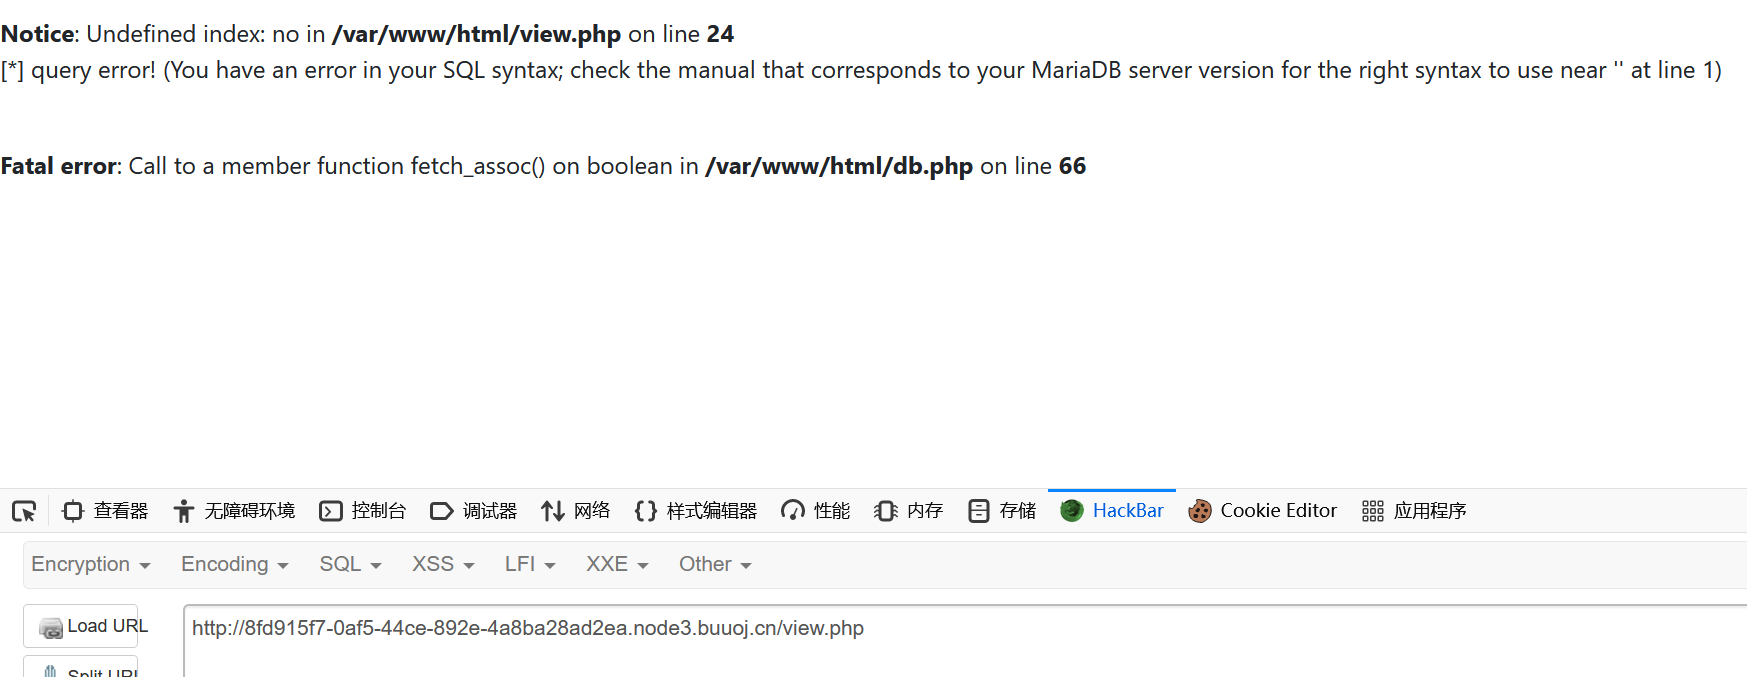 Notice: Undefined index: no in /var/www/html/view.php on line 24
[*] query error! (You have an error in your SQL syntax; check the manual that corresponds to your MariaDB server version for the right syntax to use near '' at line 1)
Fatal error: Call to a member function fetch_assoc() on boolean in /var/www/html/db.php on line 66
查看器 无障碍环境 控制台 调试器 网络 样式编辑器 性能 内存 存储 HackBar Cookie Editor 应用程序
Encryption Encoding SQL XSS LFI XXE Other
Load URL http://8fd915f7-0af5-44ce-892e-4a8ba28ad2ea.node3.buuoj.cn/view.php
Split URL